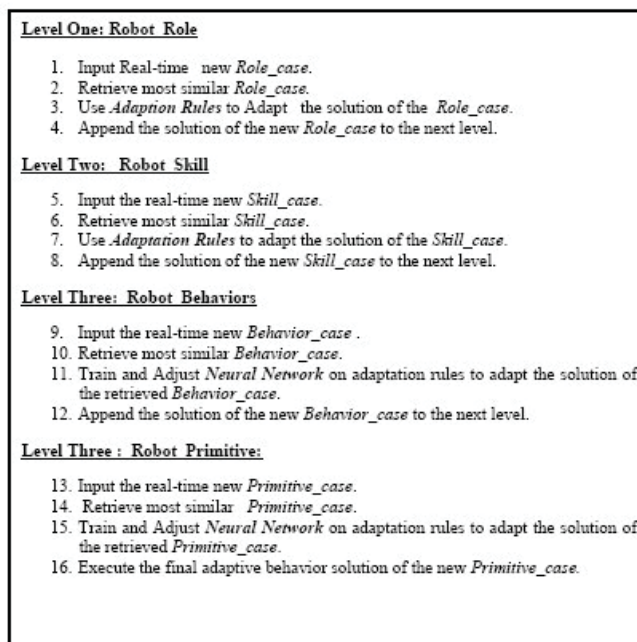 Level One: Robot Role
1. Input Real-time new Role_case.
2. Retrieve most similar Role_case.
3. Use Adaption Rules to Adapt the solution of the Role_case.
4. Append the solution of the new Role_case to the next level.
Level Two: Robot Skill
5. Input the real-time new Skill_case.
6. Retrieve most similar Skill_case.
7. Use Adaptation Rules to adapt the solution of the Skill_case.
8. Append the solution of the new Skill_case to the next level.
Level Three: Robot Behaviors
9. Input the real-time new Behavior_case .
10. Retrieve most similar Behavior_case.
11. Train and Adjust Neural Network on adaptation rules to adapt the solution of
the retrieved Behavior_case.
12. Append the solution of the new Behavior_case to the next level.
Level Three : Robot Primitive:
13. Input the real-time new Primitive_case.
14. Retrieve most similar Primitive_case.
15. Train and Adjust Neural Network on adaptation rules to adapt the solution of
the retrieved Primitive_case.
16. Execute the final adaptive behavior solution of the new Primitive_case.